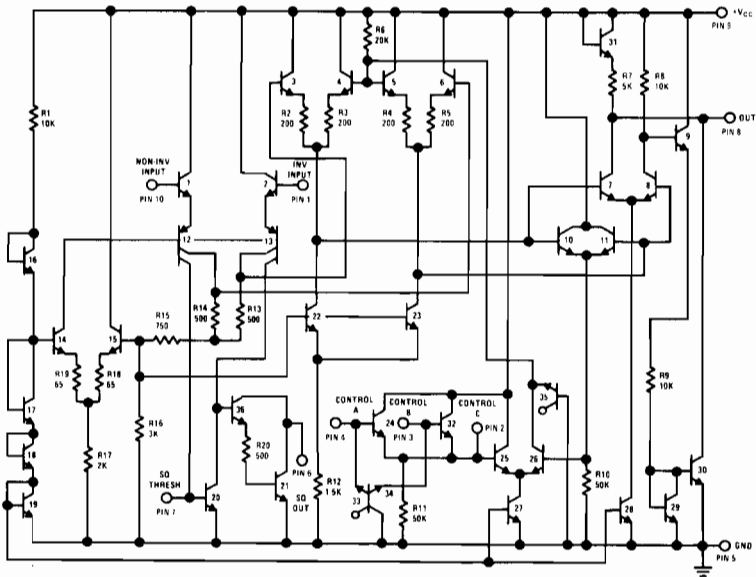 +VCC
PIN 9
R6
20K
3
4
5
6
31
R7
5K
R8
10K
R1
10K
R2
200
R3
200
R4
200
R5
200
OUT
PIN 8
9
NON-INV
INPUT
INV
INPUT
1
2
PIN 10
PIN 1
7
8
12
13
10
11
16
R14
500
R13
500
R15
750
22
23
14
15
R19
65
R18
65
R9
10K
17
R16
3K
36
CONTROL
A
CONTROL
B
CONTROL
C
35
PIN 4
24
PIN 3
32
PIN 2
18
R17
2K
R20
500
PIN 6
25
26
SQ
THRESH
PIN 7
20
21
SQ
OUT
R12
1.5K
33
34
R11
50K
R10
50K
30
19
27
28
29
GND
PIN 5